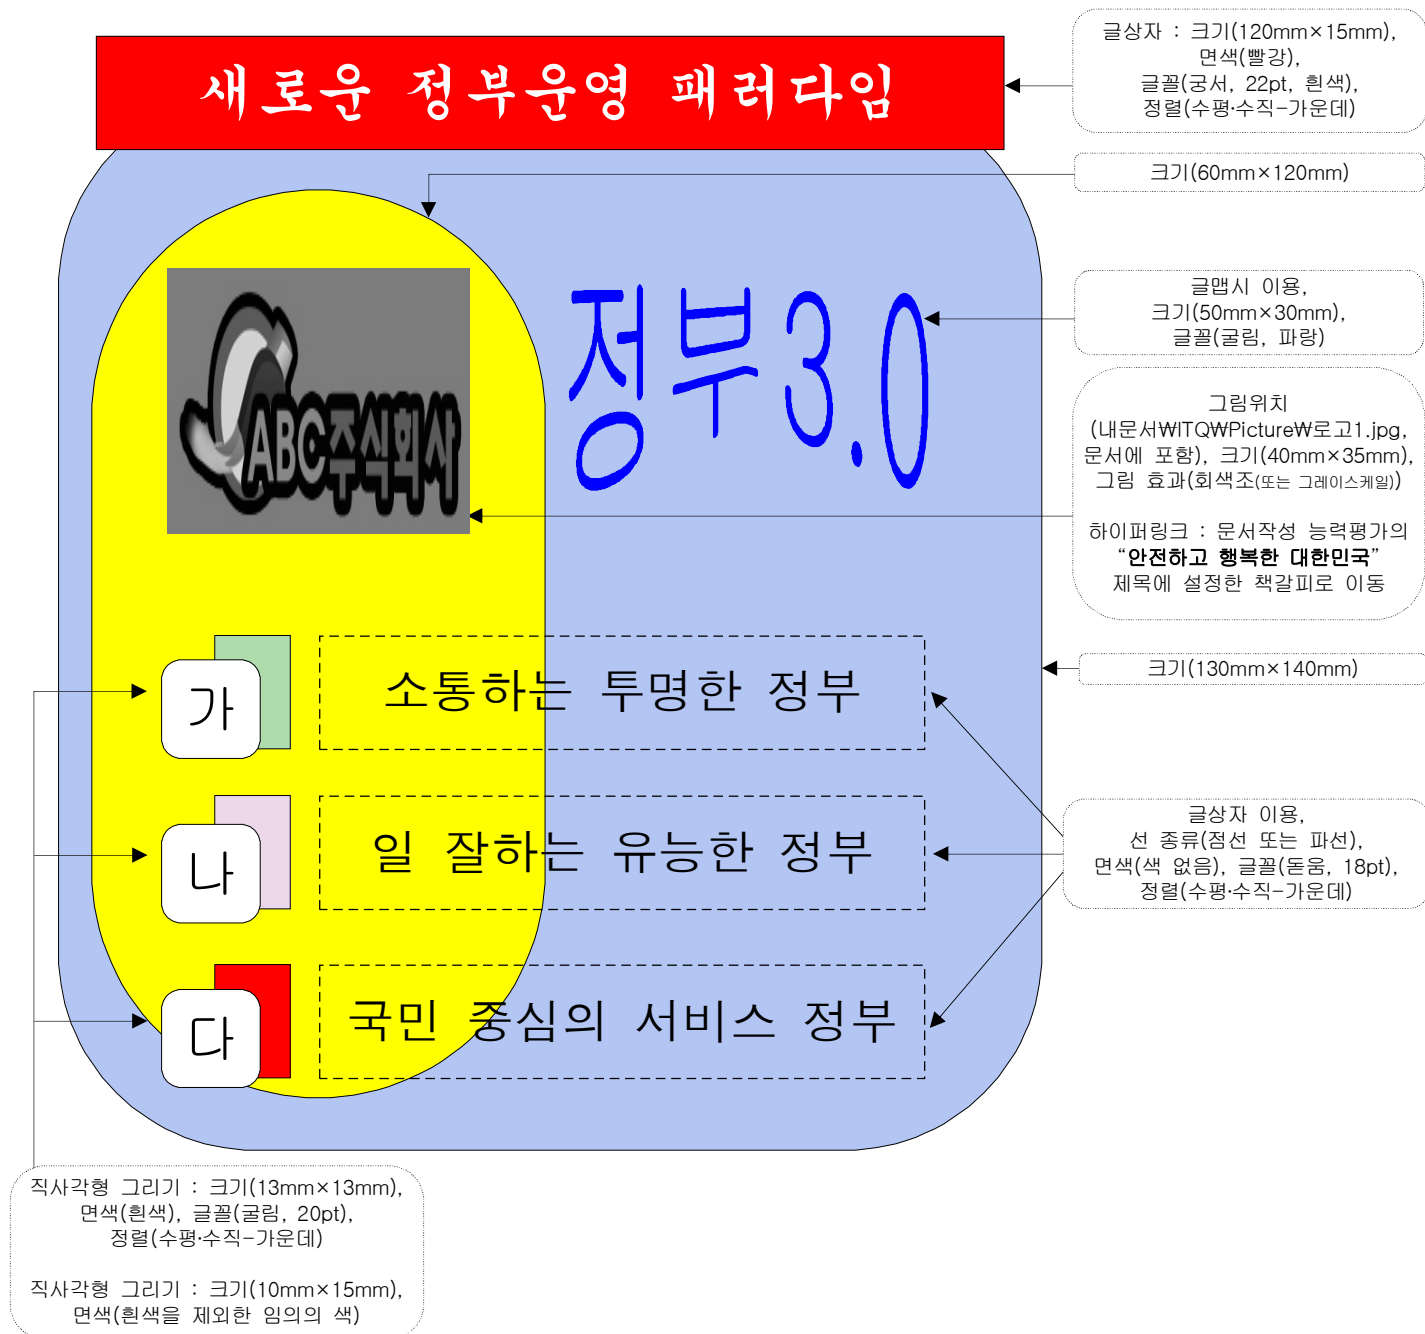 새로운 정부운영 패러다임
글상자 : 크기(120mm×15mm),
면색(빨강),
글꼴(궁서, 22pt, 흰색),
정렬(수평·수직-가운데)
크기(60mm×120mm)
정부3.0
글맵시 이용,
크기(50mm×30mm),
글꼴(굴림, 파랑)
ABC주식회사
그림위치
(내문서₩ITQ₩Picture₩로고1.jpg,
문서에 포함), 크기(40mm×35mm),
그림 효과(회색조(또는 그레이스케일))
하이퍼링크 : 문서작성 능력평가의
“안전하고 행복한 대한민국”
제목에 설정한 책갈피로 이동
크기(130mm×140mm)
가
소통하는 투명한 정부
나
일 잘하는 유능한 정부
글상자 이용,
선 종류(점선 또는 파선),
면색(색 없음), 글꼴(돋움, 18pt),
정렬(수평·수직-가운데)
다
국민 중심의 서비스 정부
직사각형 그리기 : 크기(13mm×13mm),
면색(흰색), 글꼴(굴림, 20pt),
정렬(수평·수직-가운데)
직사각형 그리기 : 크기(10mm×15mm),
면색(흰색을 제외한 임의의 색)